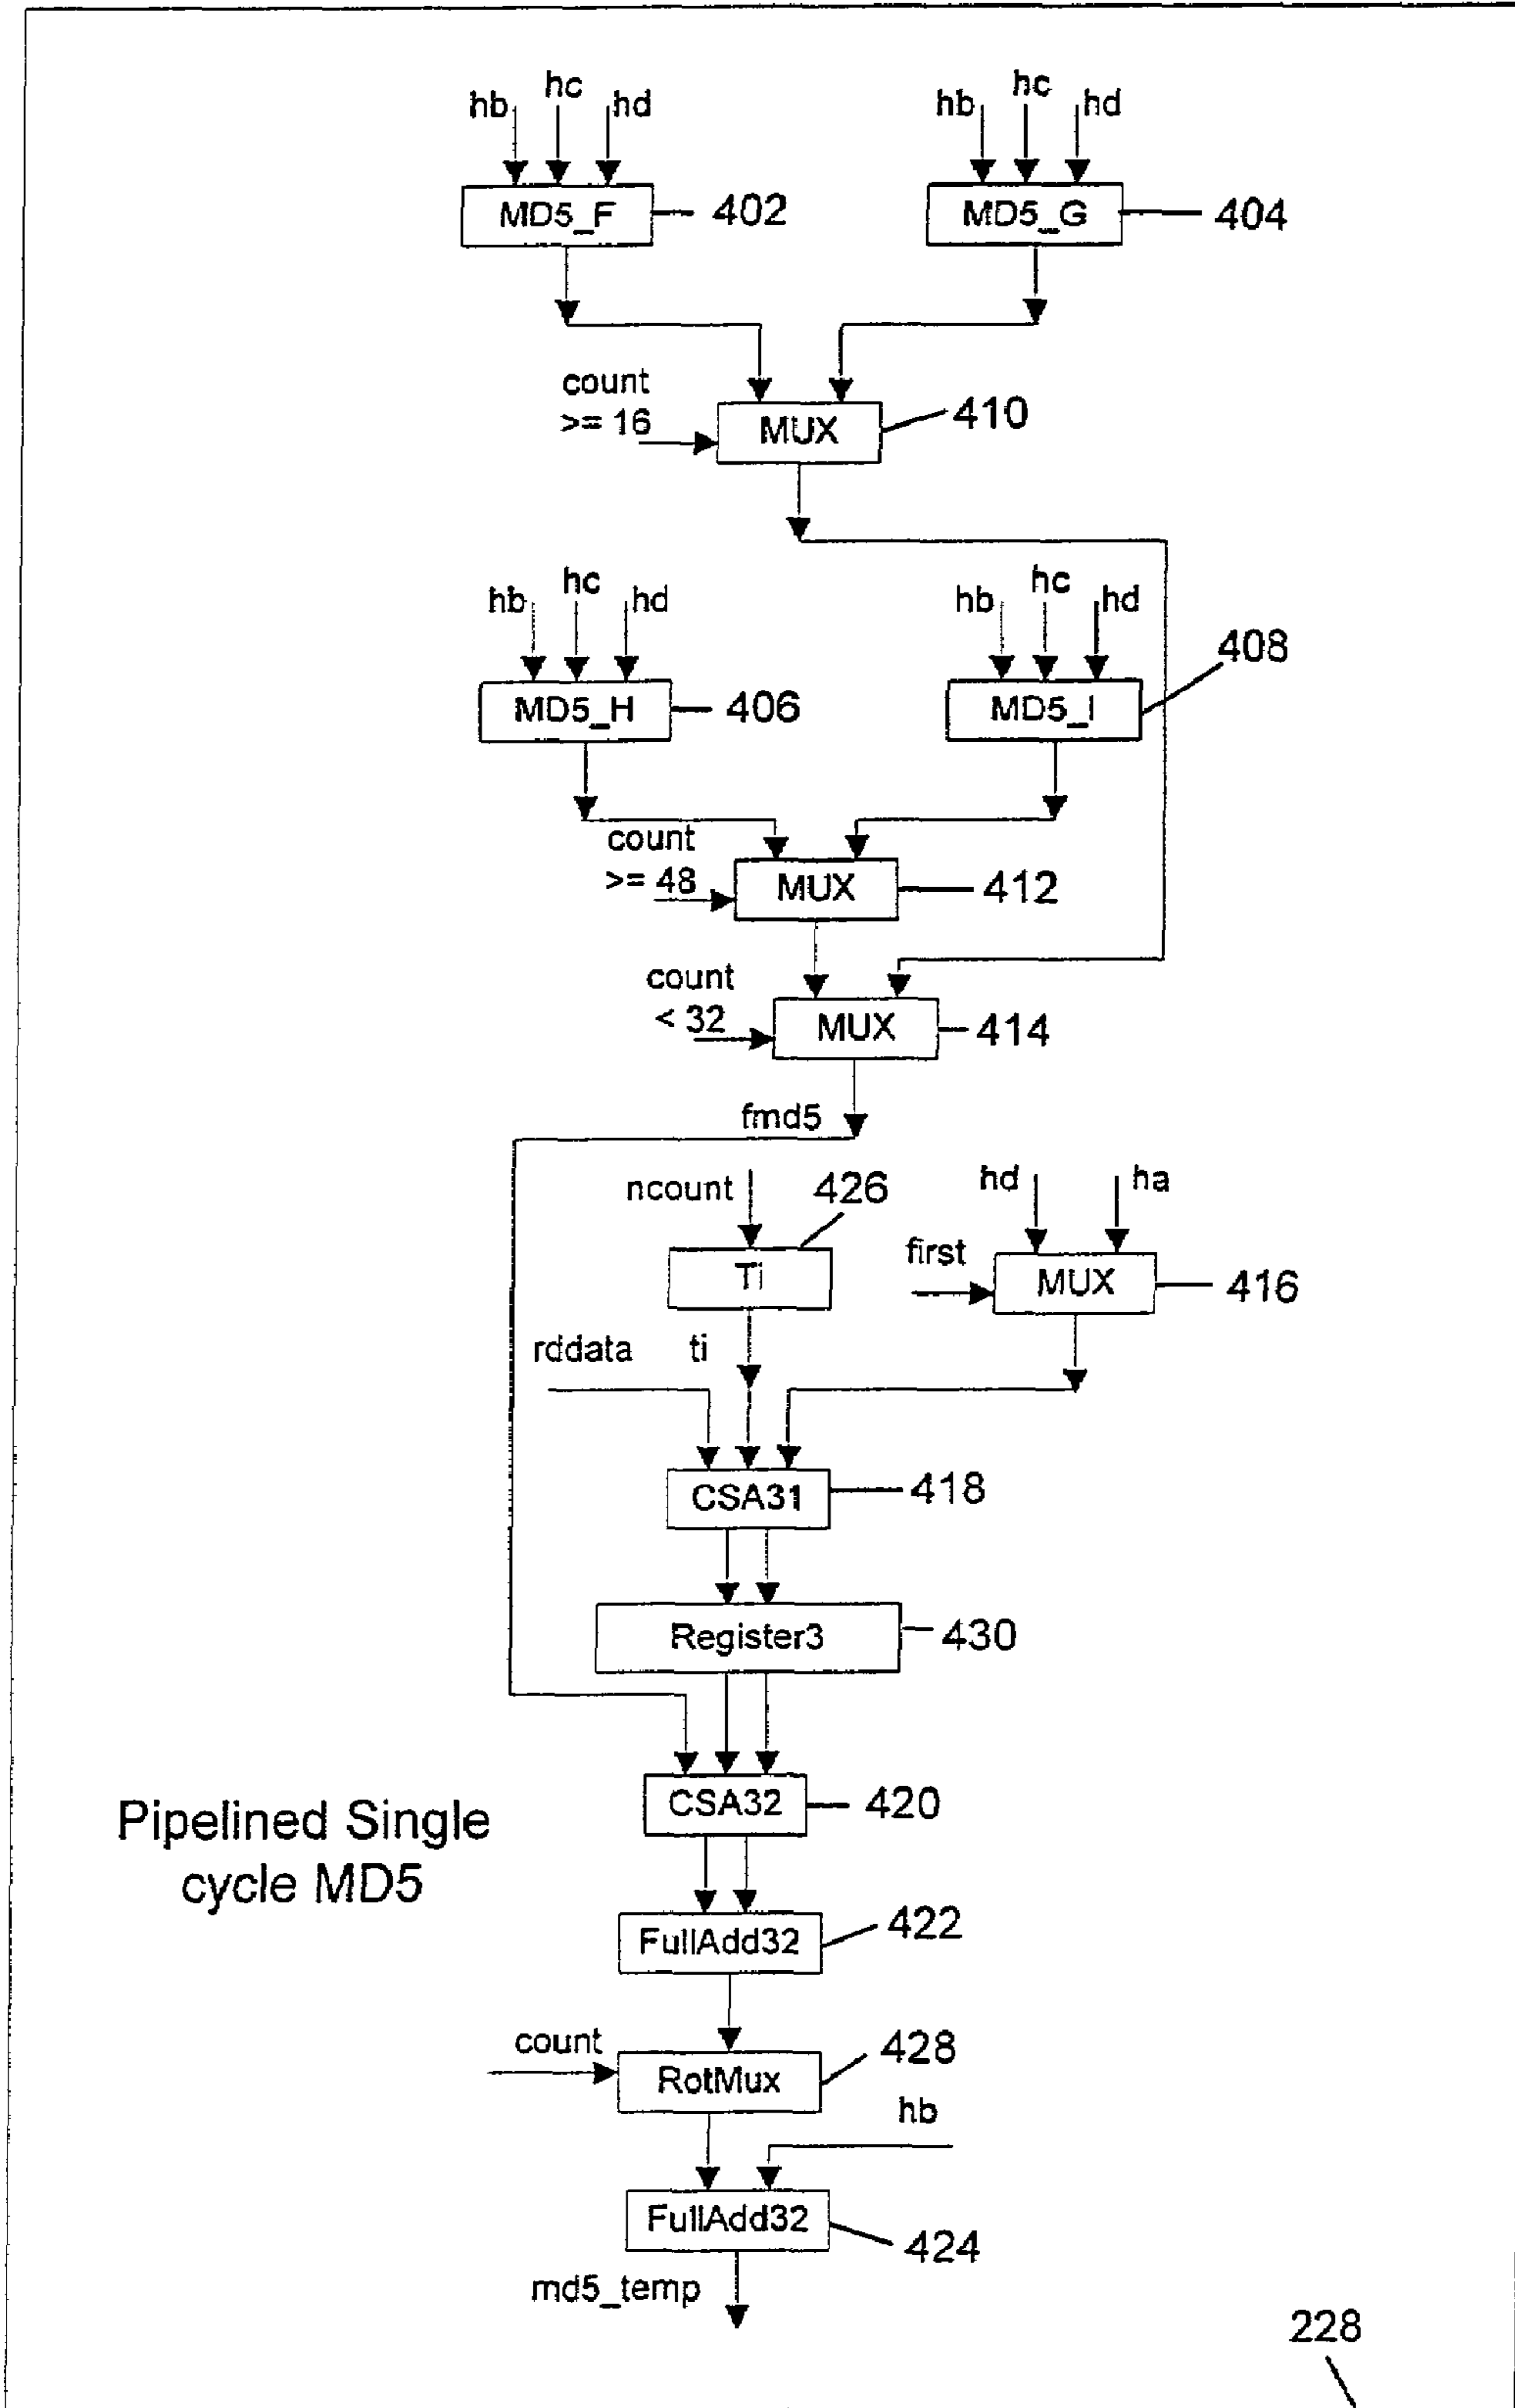 hb hc hd
hb hc hd
MD5_F 402
MD5_G 404
count
>= 16
MUX 410
hb hc hd
hb hc hd
408
MD5_H 406
MD5_I
count
>= 48
MUX 412
count
< 32
MUX 414
fmd5
ncount 426
hd ha
first
Ti
MUX 416
rddata ti
CSA31 418
Register3 430
CSA32 420
Pipelined Single
cycle MD5
FullAdd32 422
count
RotMux 428
hb
FullAdd32 424
md5_temp
228